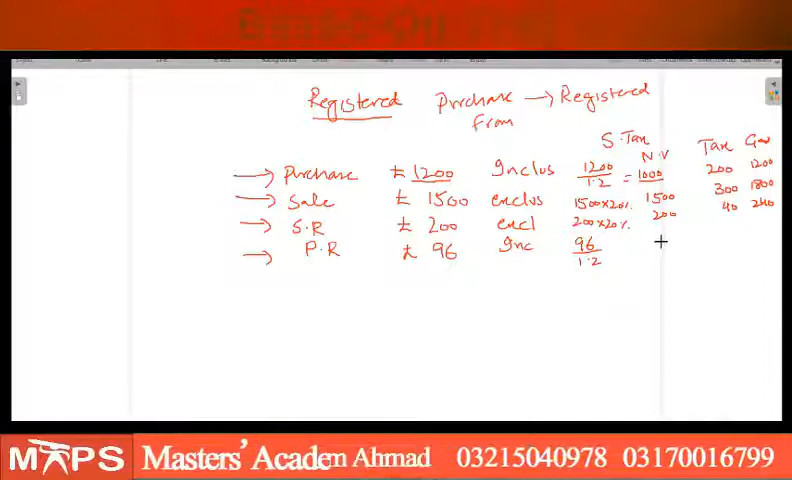 Registered Purchase → Registered
From
S.Tax
N.V Tax
→ Purchase £ 1200 Inclus 1200/1.2 = 1000 200 1200
→ Sale £ 1500 exclus 1500x20% 1500 300 1800
→ S.R £ 200 excl 200x20% 200 40 240
→ P.R £ 96 Inc 96/1.2
MAPS Masters' Academ Ahmad 03215040978 03170016799